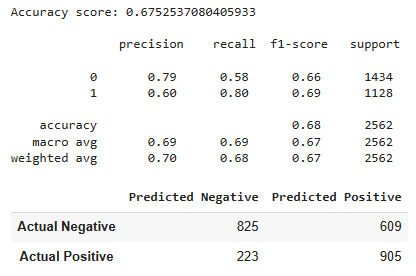 Accuracy score: 0.6752537080405933
precision recall f1-score support
0 0.79 0.58 0.66 1434
1 0.60 0.80 0.69 1128
accuracy 0.68 2562
macro avg 0.69 0.69 0.67 2562
weighted avg 0.70 0.68 0.67 2562
Predicted Negative Predicted Positive
Actual Negative 825 609
Actual Positive 223 905